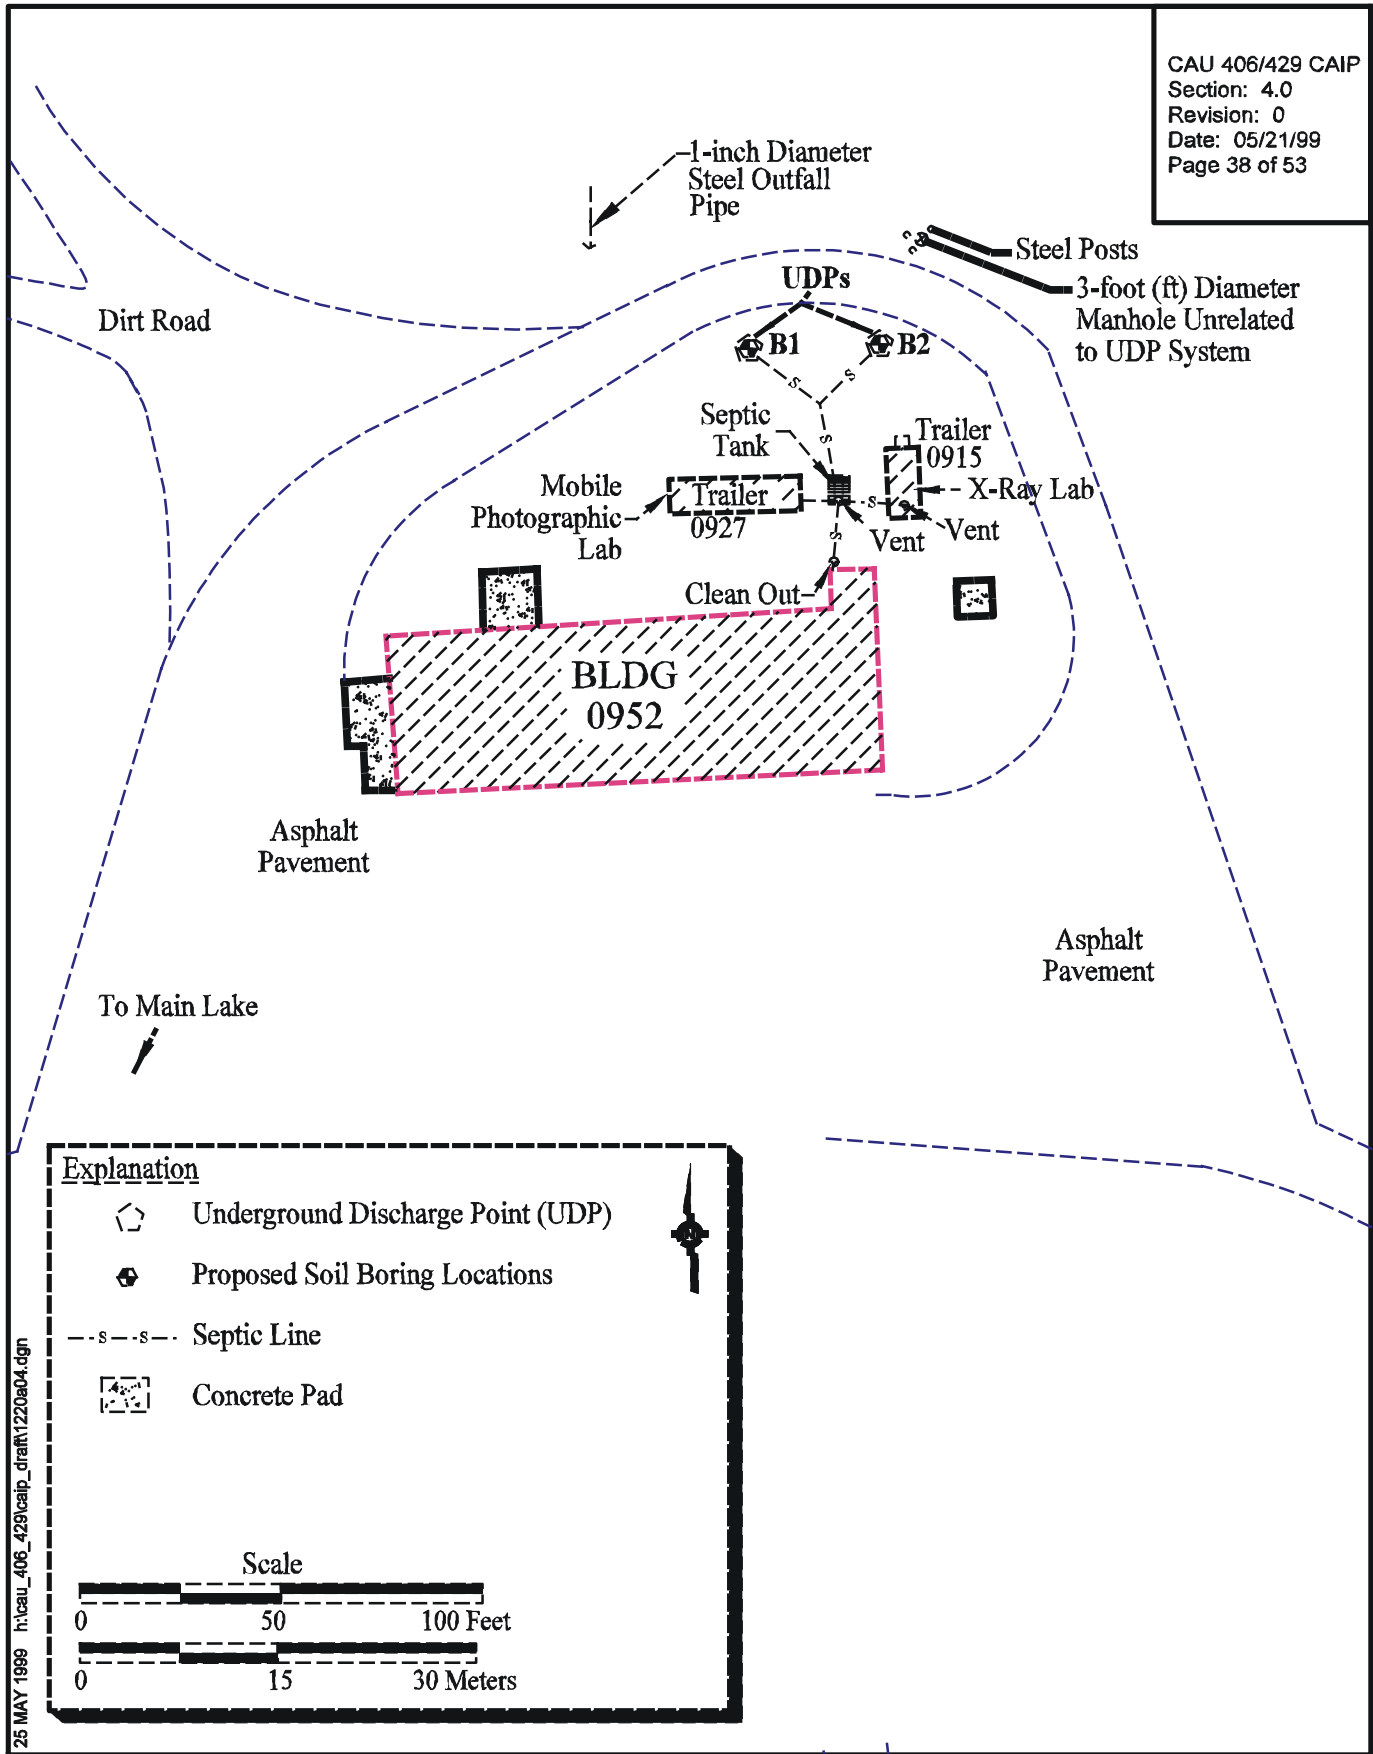 CAU 406/429 CAIP
Section: 4.0
Revision: 0
Date: 05/21/99
Page 38 of 53
1-inch Diameter
Steel Outfall
Pipe
Steel Posts
3-foot (ft) Diameter
Manhole Unrelated
to UDP System
UDPs
Dirt Road
B1
B2
s
s
Septic
Tank
s
Trailer
0915
Mobile
Photographic
Lab
Trailer
0927
X-Ray Lab
s
Vent
Vent
s
Clean Out
BLDG
0952
Asphalt
Pavement
Asphalt
Pavement
To Main Lake
Explanation
Underground Discharge Point (UDP)
N
Proposed Soil Boring Locations
s s Septic Line
Concrete Pad
Scale
0 50 100 Feet
0 15 30 Meters
25 MAY 1999 h:\cau_406_429\caip_draft\1220a04.dgn